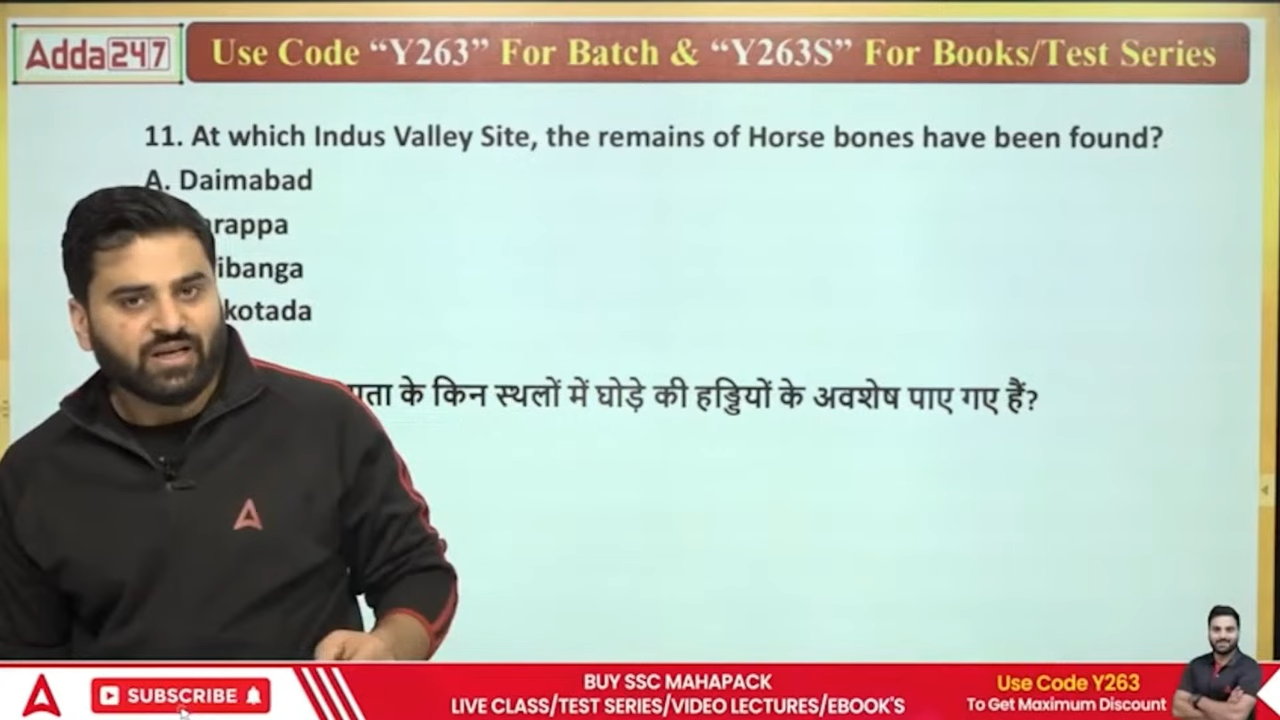 Adda247
Use Code “Y263” For Batch & “Y263S” For Books/Test Series
11. At which Indus Valley Site, the remains of Horse bones have been found?
A. Daimabad
के किन स्थलों में घोड़े की हड्डियों के अवशेष पाए गए हैं?
SUBSCRIBE
BUY SSC MAHAPACK
LIVE CLASS/TEST SERIES/VIDEO LECTURES/EBOOK'S
Use Code Y263
To Get Maximum Discount